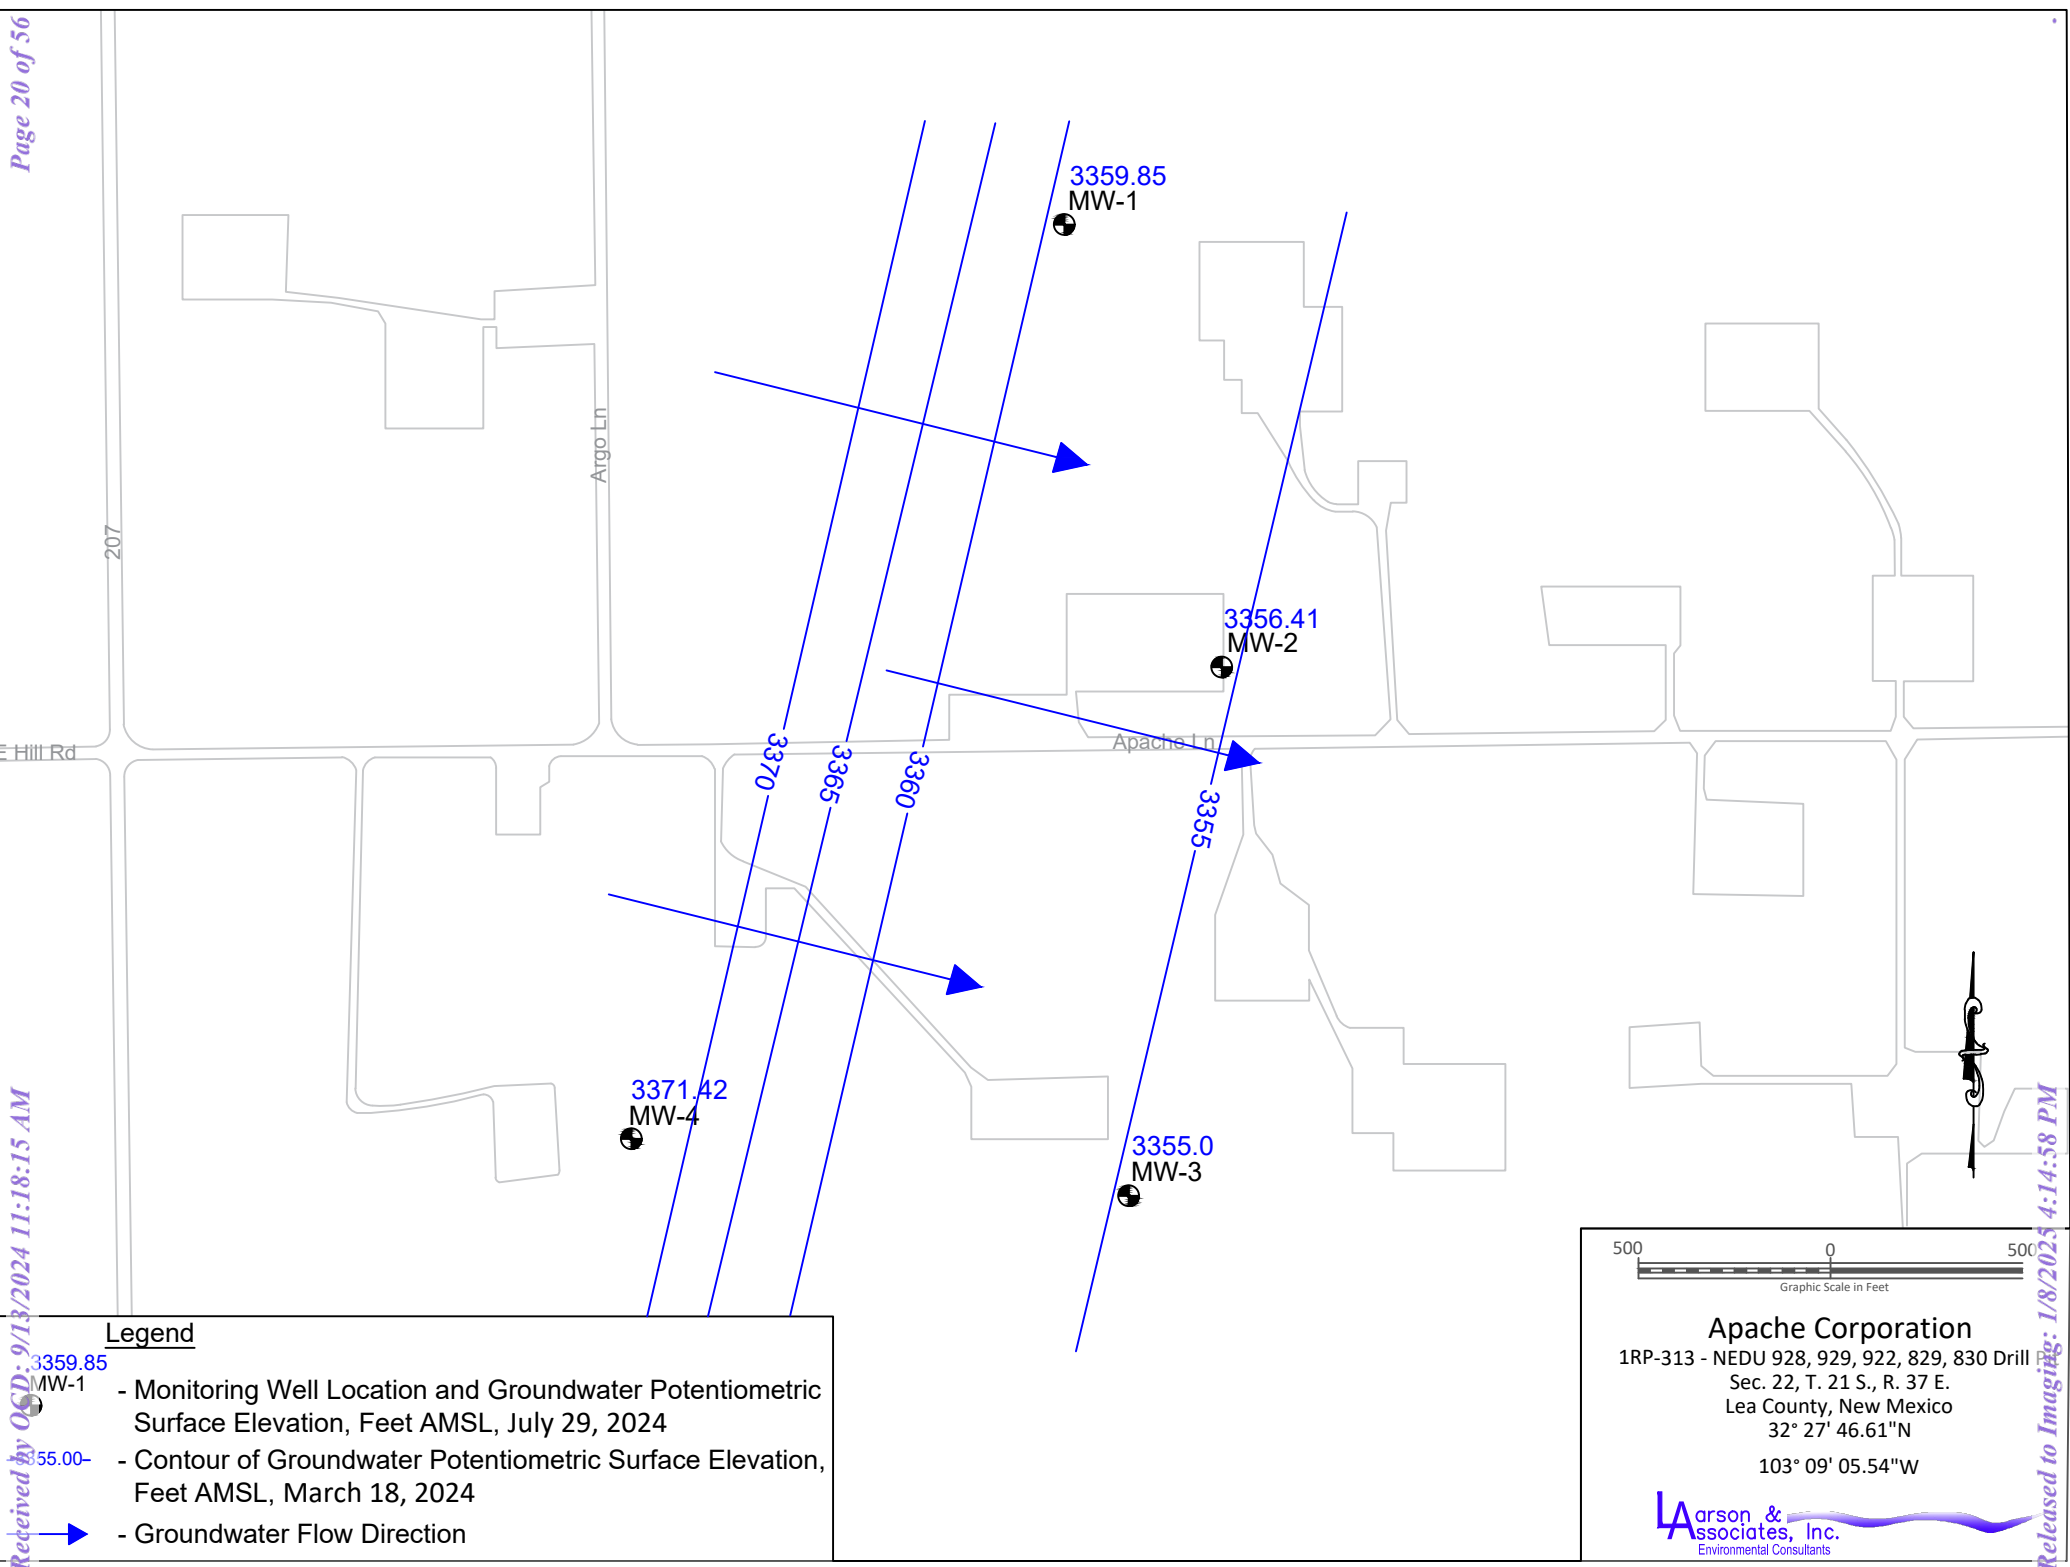 Page 20 of 56
3359.85
MW-1
Argo Ln
207
3356.41
MW-2
E Hill Rd
Apache Ln
3370
3365
3360
3355
3371.42
MW-4
3355.0
MW-3
Received by OCD: 9/13/2024 11:18:15 AM
Released to Imaging: 1/8/2025 4:14:58 PM
Legend
3359.85
MW-1
- Monitoring Well Location and Groundwater Potentiometric
Surface Elevation, Feet AMSL, July 29, 2024
3355.00
- Contour of Groundwater Potentiometric Surface Elevation,
Feet AMSL, March 18, 2024
- Groundwater Flow Direction
500 0 500
Graphic Scale in Feet
Apache Corporation
1RP-313 - NEDU 928, 929, 922, 829, 830 Drill
Sec. 22, T. 21 S., R. 37 E.
Lea County, New Mexico
32° 27' 46.61"N
103° 09' 05.54"W
Larson &
Associates, Inc.
Environmental Consultants